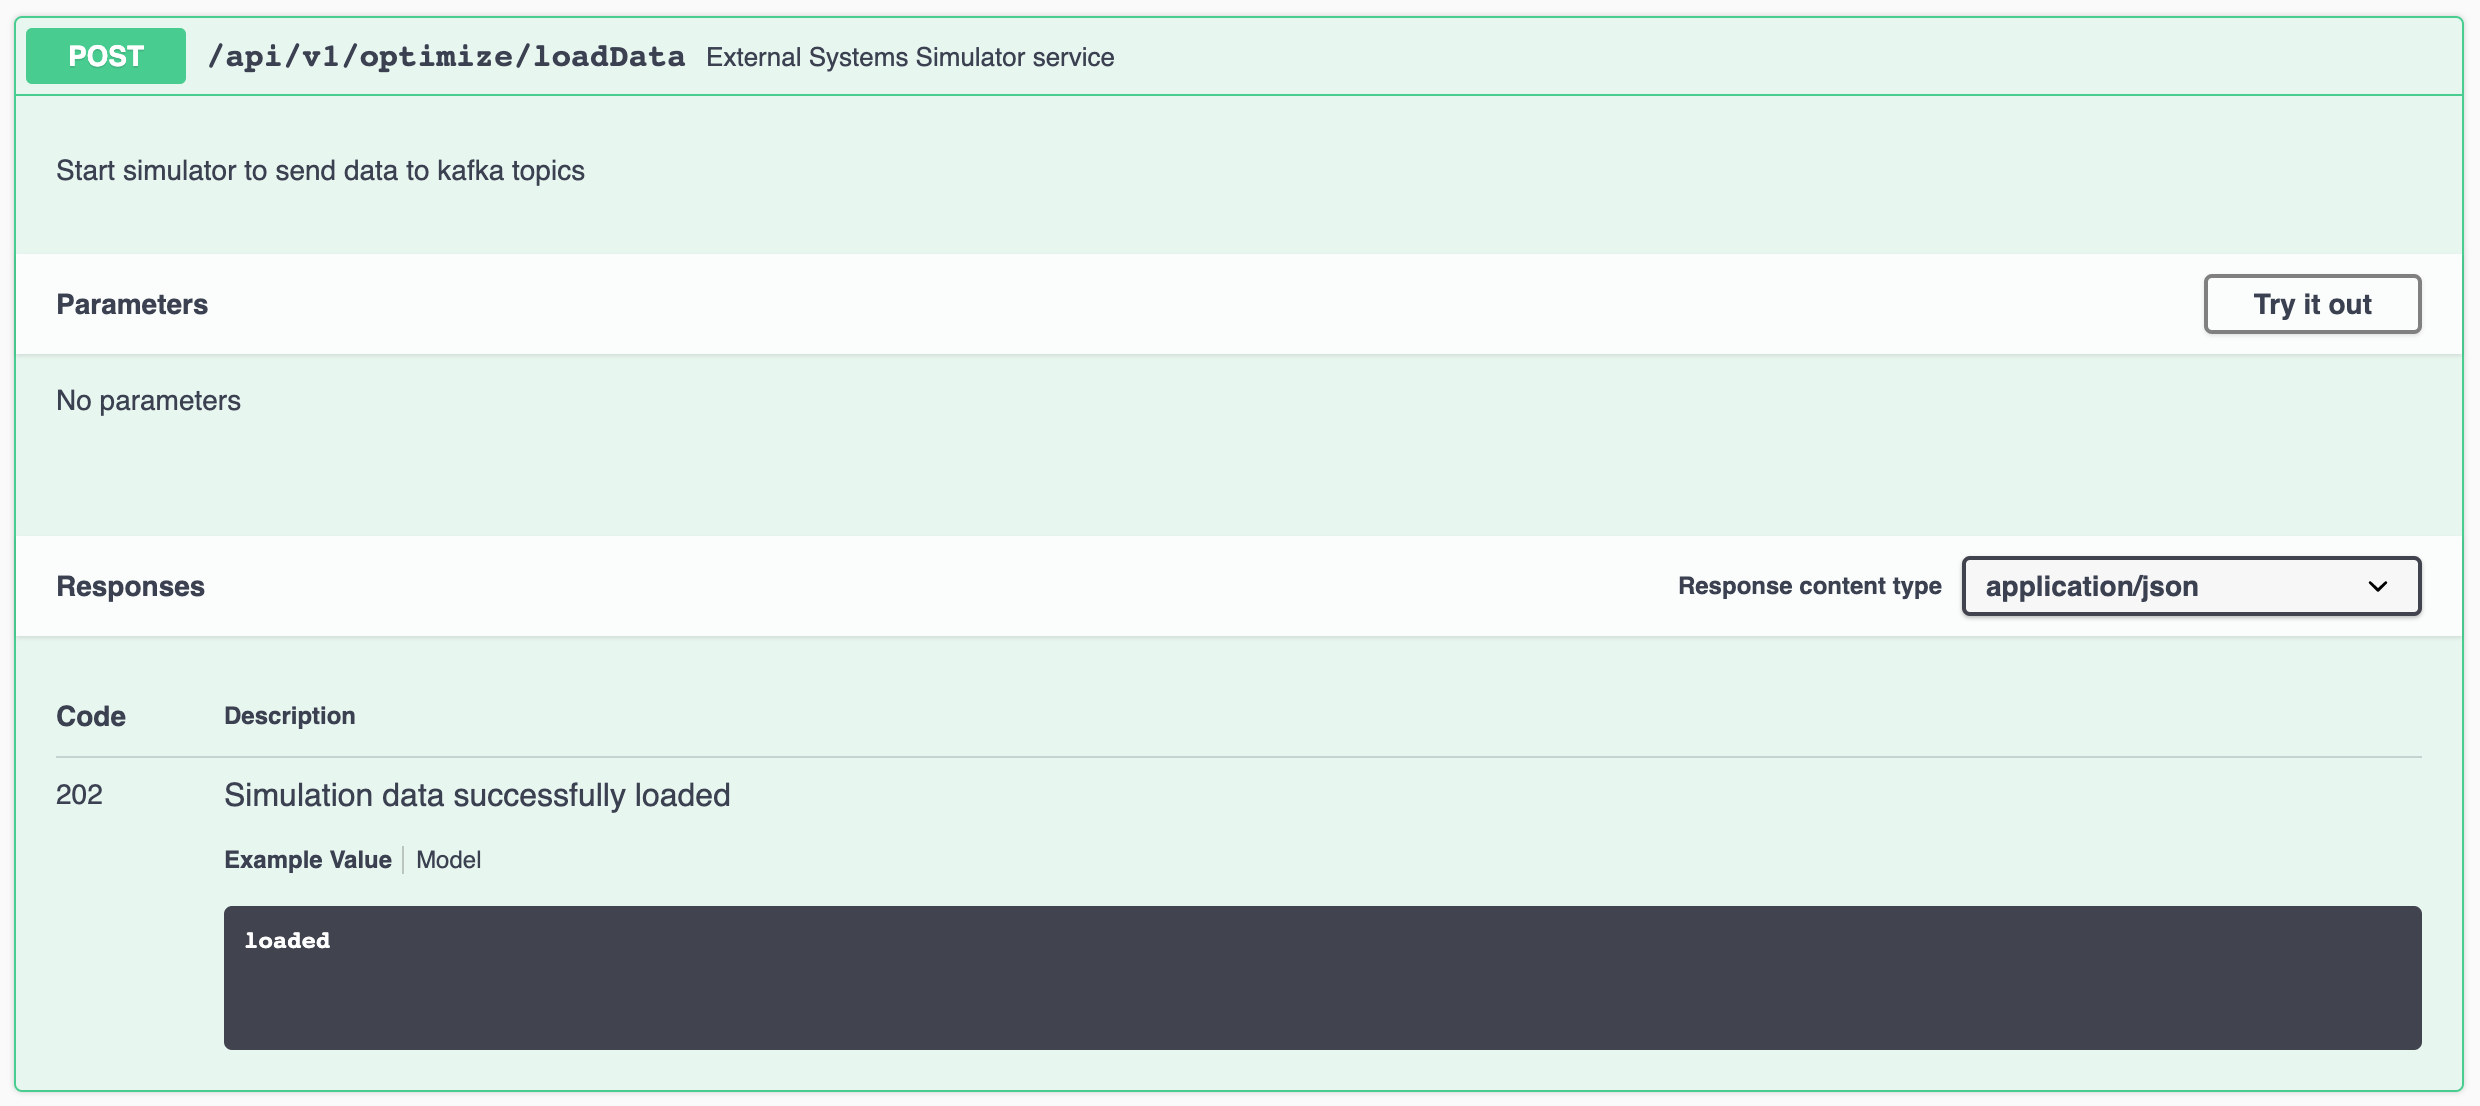 POST /api/v1/optimize/loadData External Systems Simulator service
Start simulator to send data to kafka topics
Parameters Try it out
No parameters
Responses Response content type application/json
Code Description
202 Simulation data successfully loaded
Example Value Model
loaded